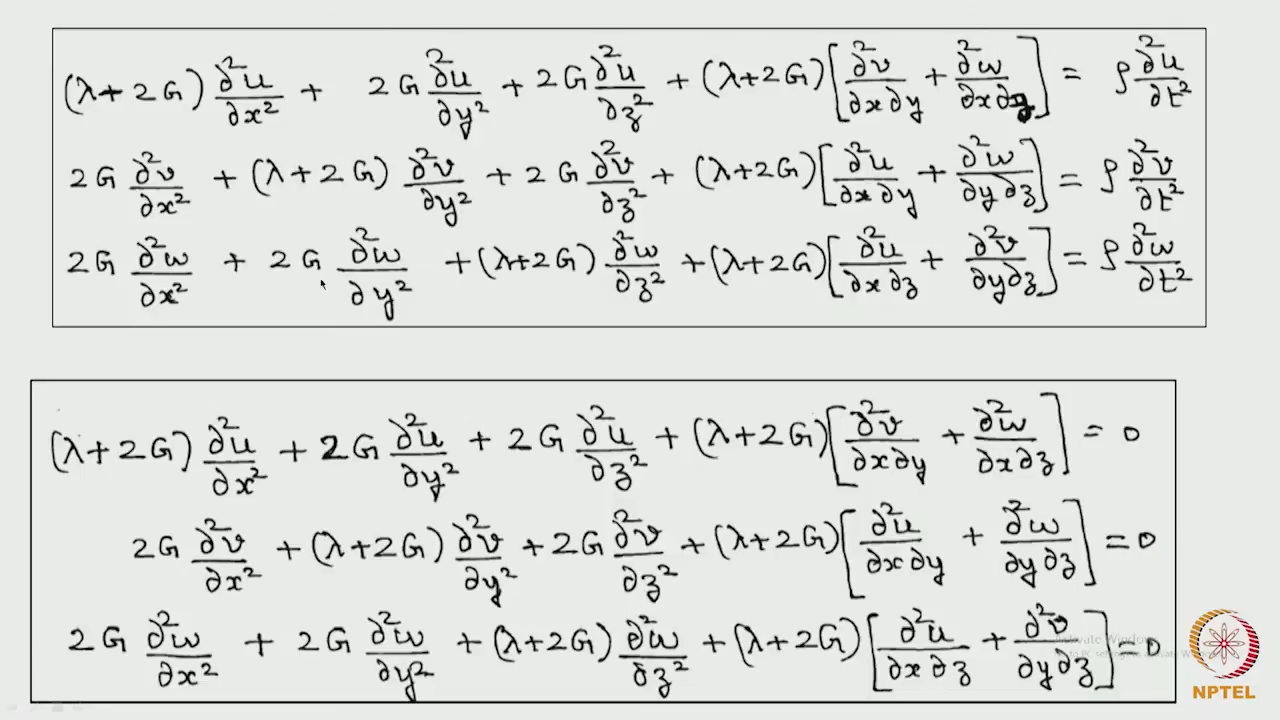 (λ + 2G) ∂²u/∂x² + 2G ∂²u/∂y² + 2G ∂²u/∂z² + (λ+2G) [∂²v/∂x∂y + ∂²w/∂x∂z] = ρ ∂²u/∂t²
2G ∂²v/∂x² + (λ+2G) ∂²v/∂y² + 2G ∂²v/∂z² + (λ+2G) [∂²u/∂x∂y + ∂²w/∂y∂z] = ρ ∂²v/∂t²
2G ∂²w/∂x² + 2G ∂²w/∂y² + (λ+2G) ∂²w/∂z² + (λ+2G) [∂²u/∂x∂z + ∂²v/∂y∂z] = ρ ∂²w/∂t²
(λ+2G) ∂²u/∂x² + 2G ∂²u/∂y² + 2G ∂²u/∂z² + (λ+2G) [∂²v/∂x∂y + ∂²w/∂x∂z] = 0
2G ∂²v/∂x² + (λ+2G) ∂²v/∂y² + 2G ∂²v/∂z² + (λ+2G) [∂²u/∂x∂y + ∂²w/∂y∂z] = 0
2G ∂²w/∂x² + 2G ∂²w/∂y² + (λ+2G) ∂²w/∂z² + (λ+2G) [∂²u/∂x∂z + ∂²v/∂y∂z] = 0
NPTEL